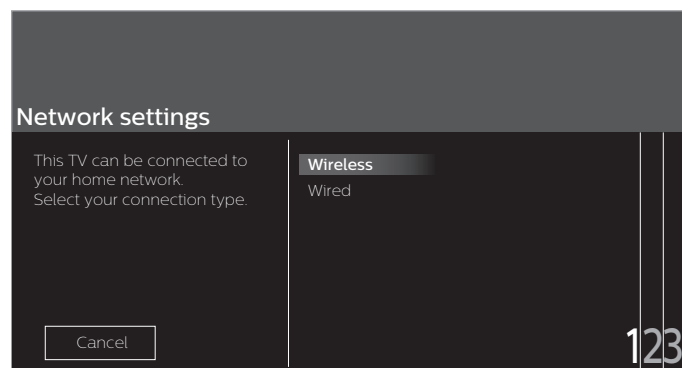 Network settings
This TV can be connected to
your home network.
Select your connection type.
Wireless
Wired
Cancel
123